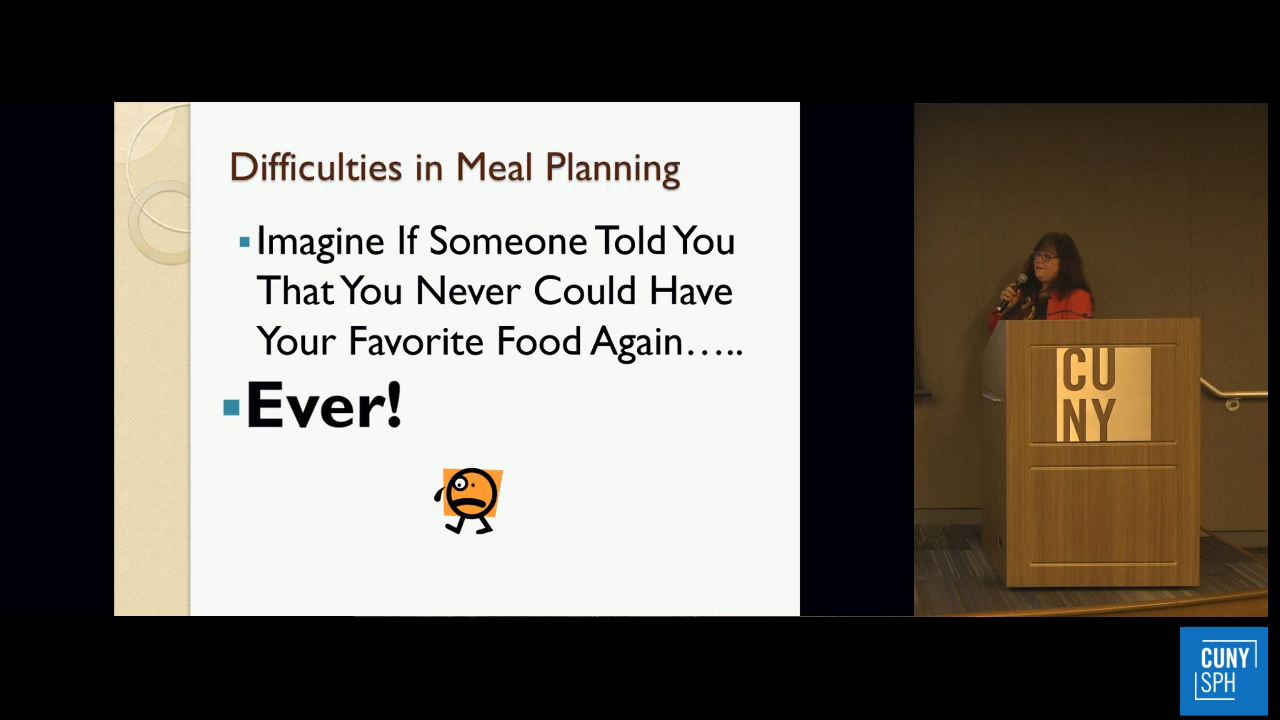 Difficulties in Meal Planning
Imagine If Someone Told You
That You Never Could Have
Your Favorite Food Again…..
Ever!
CU
NY
CUNY
SPH